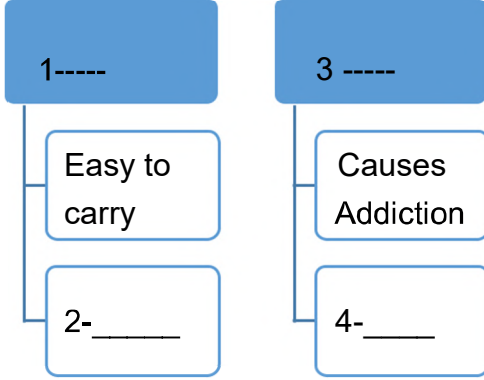 1-----
Easy to
carry
2-_____
3 -----
Causes
Addiction
4-____